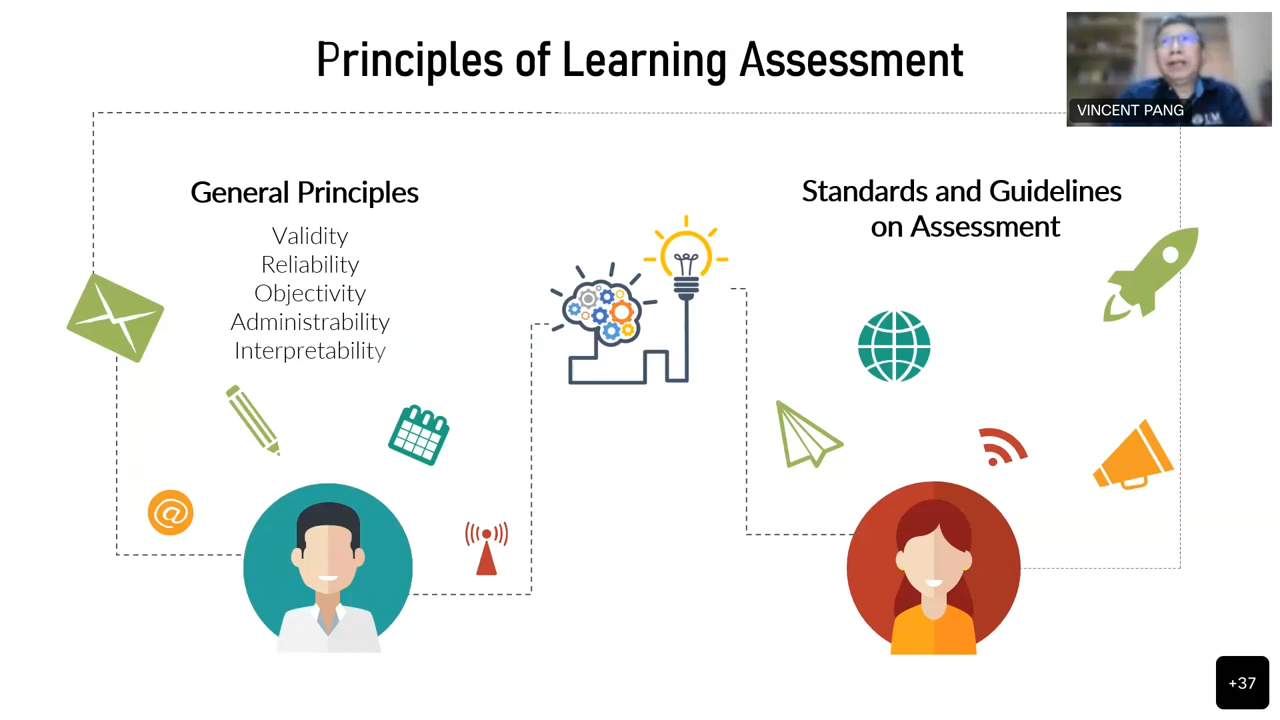 Principles of Learning Assessment
VINCENT PANG
General Principles
Validity
Reliability
Objectivity
Administrability
Interpretability
Standards and Guidelines
on Assessment
@
+37